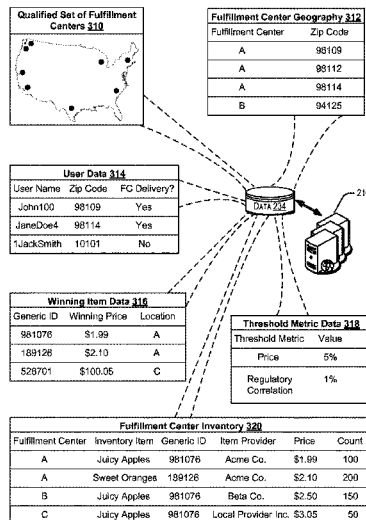 Qualified Set of Fulfillment
Centers 310
Fulfillment Center Geography 312
Fulfillment Center Zip Code
A 98109
A 98112
A 98114
B 94125
User Data 314
User Name Zip Code FC Delivery?
John100 98109 Yes
JaneDoe4 98114 Yes
1JackSmith 10101 No
DATA 234
Winning Item Data 316
Generic ID Winning Price Location
981076 $1.99 A
189126 $2.10 A
528701 $100.05 C
Threshold Metric Data 318
Threshold Metric Value
Price 5%
Regulatory 1%
Correlation
Fulfillment Center Inventory 320
Fulfillment Center Inventory Item Generic ID Item Provider Price Count
A Juicy Apples 981076 Acme Co. $1.99 100
A Sweet Oranges 189126 Acme Co. $2.10 200
B Juicy Apples 981076 Beta Co. $2.50 150
C Juicy Apples 981076 Local Provider Inc. $3.05 50